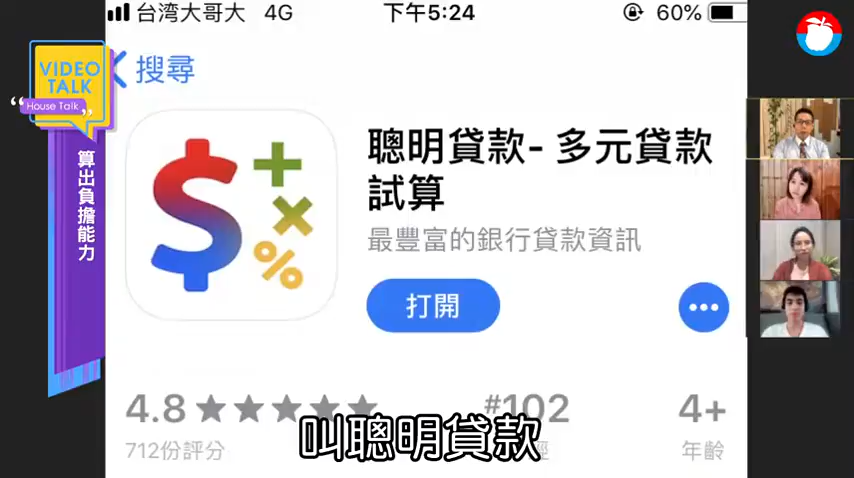 台灣大哥大 4G 下午5:24 60%
VIDEO
TALK
House Talk
算出負擔能力
搜尋
聰明貸款- 多元貸款
試算
最豐富的銀行貸款資訊
打開
4.8 #102 4+
712份評分 年齡
叫聰明貸款